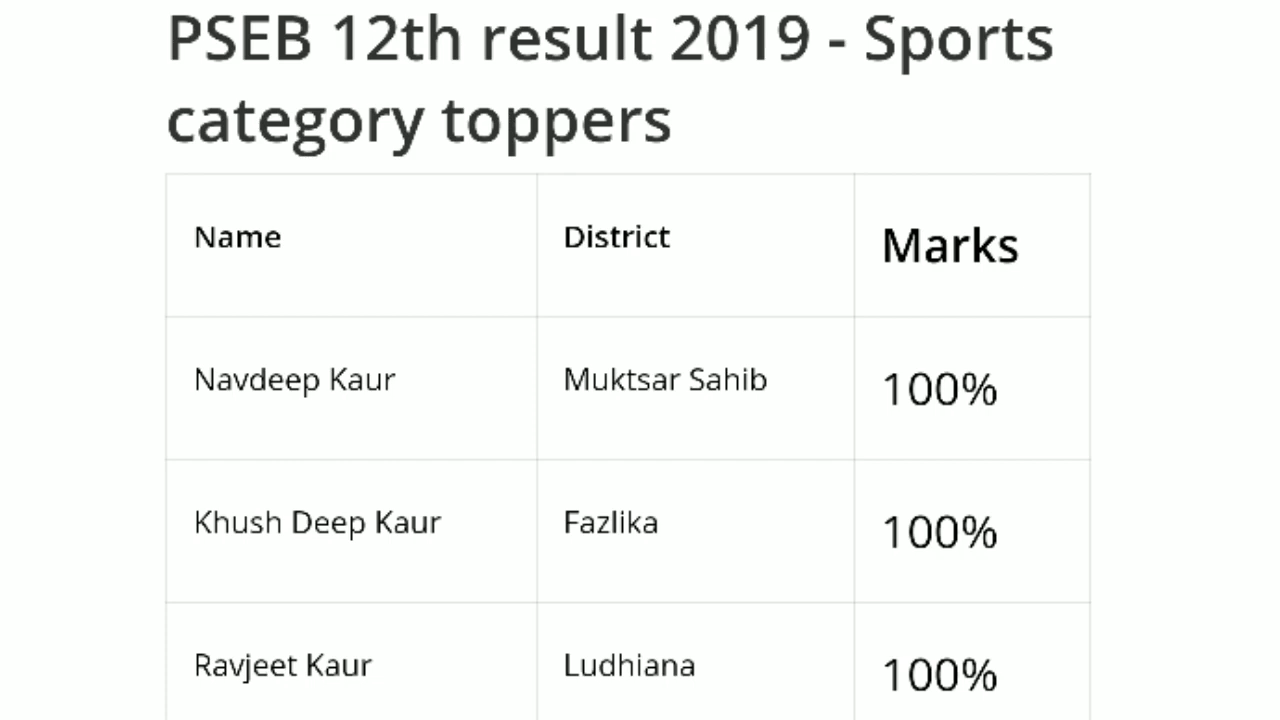 PSEB 12th result 2019 - Sports
category toppers
Name District Marks
Navdeep Kaur Muktsar Sahib 100%
Khush Deep Kaur Fazlika 100%
Ravjeet Kaur Ludhiana 100%